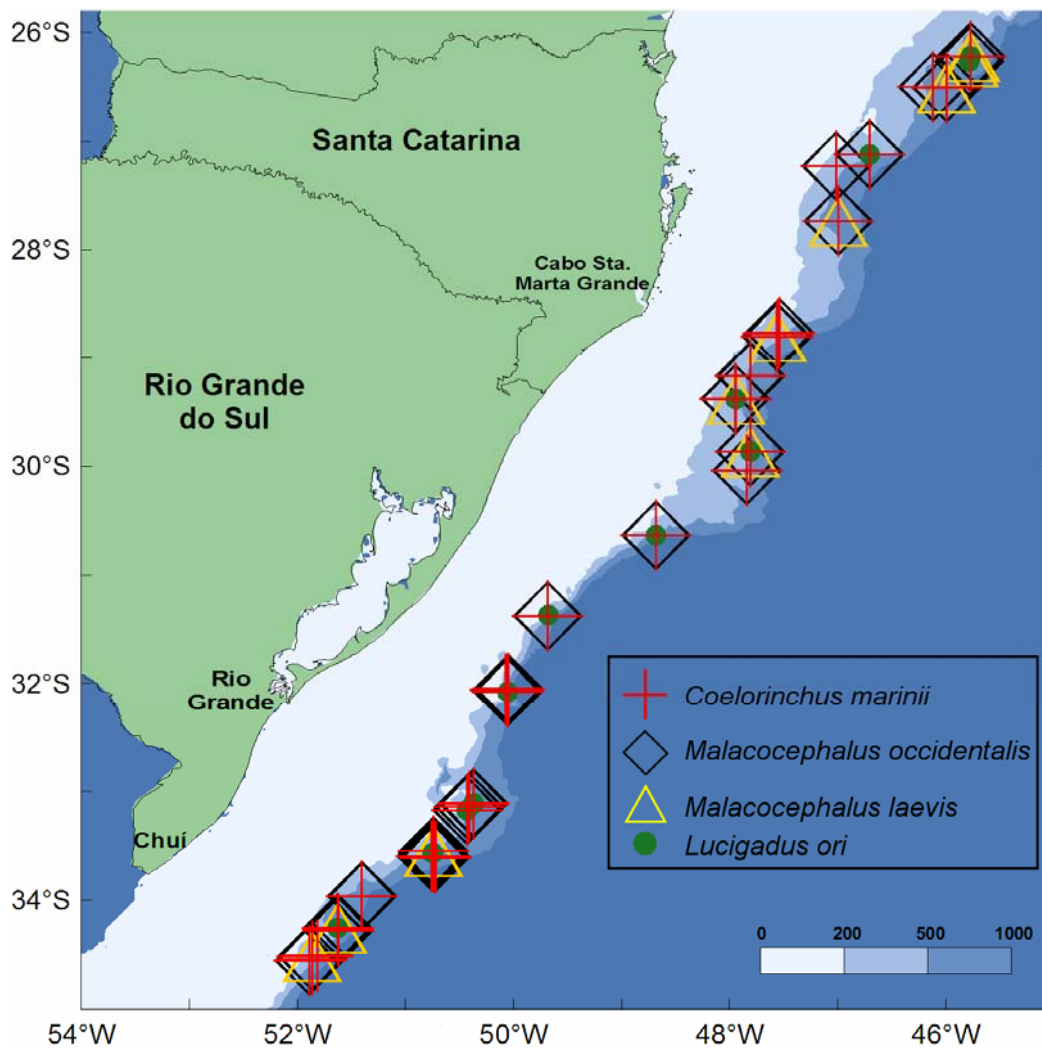 26°S
28°S
30°S
32°S
34°S
Santa Catarina
Cabo Sta.
Marta Grande
Rio Grande
do Sul
Rio
Grande
Chuí
Coelorinchus marinii
Malacocephalus occidentalis
Malacocephalus laevis
Lucigadus ori
0 200 500 1000
54°W 52°W 50°W 48°W 46°W